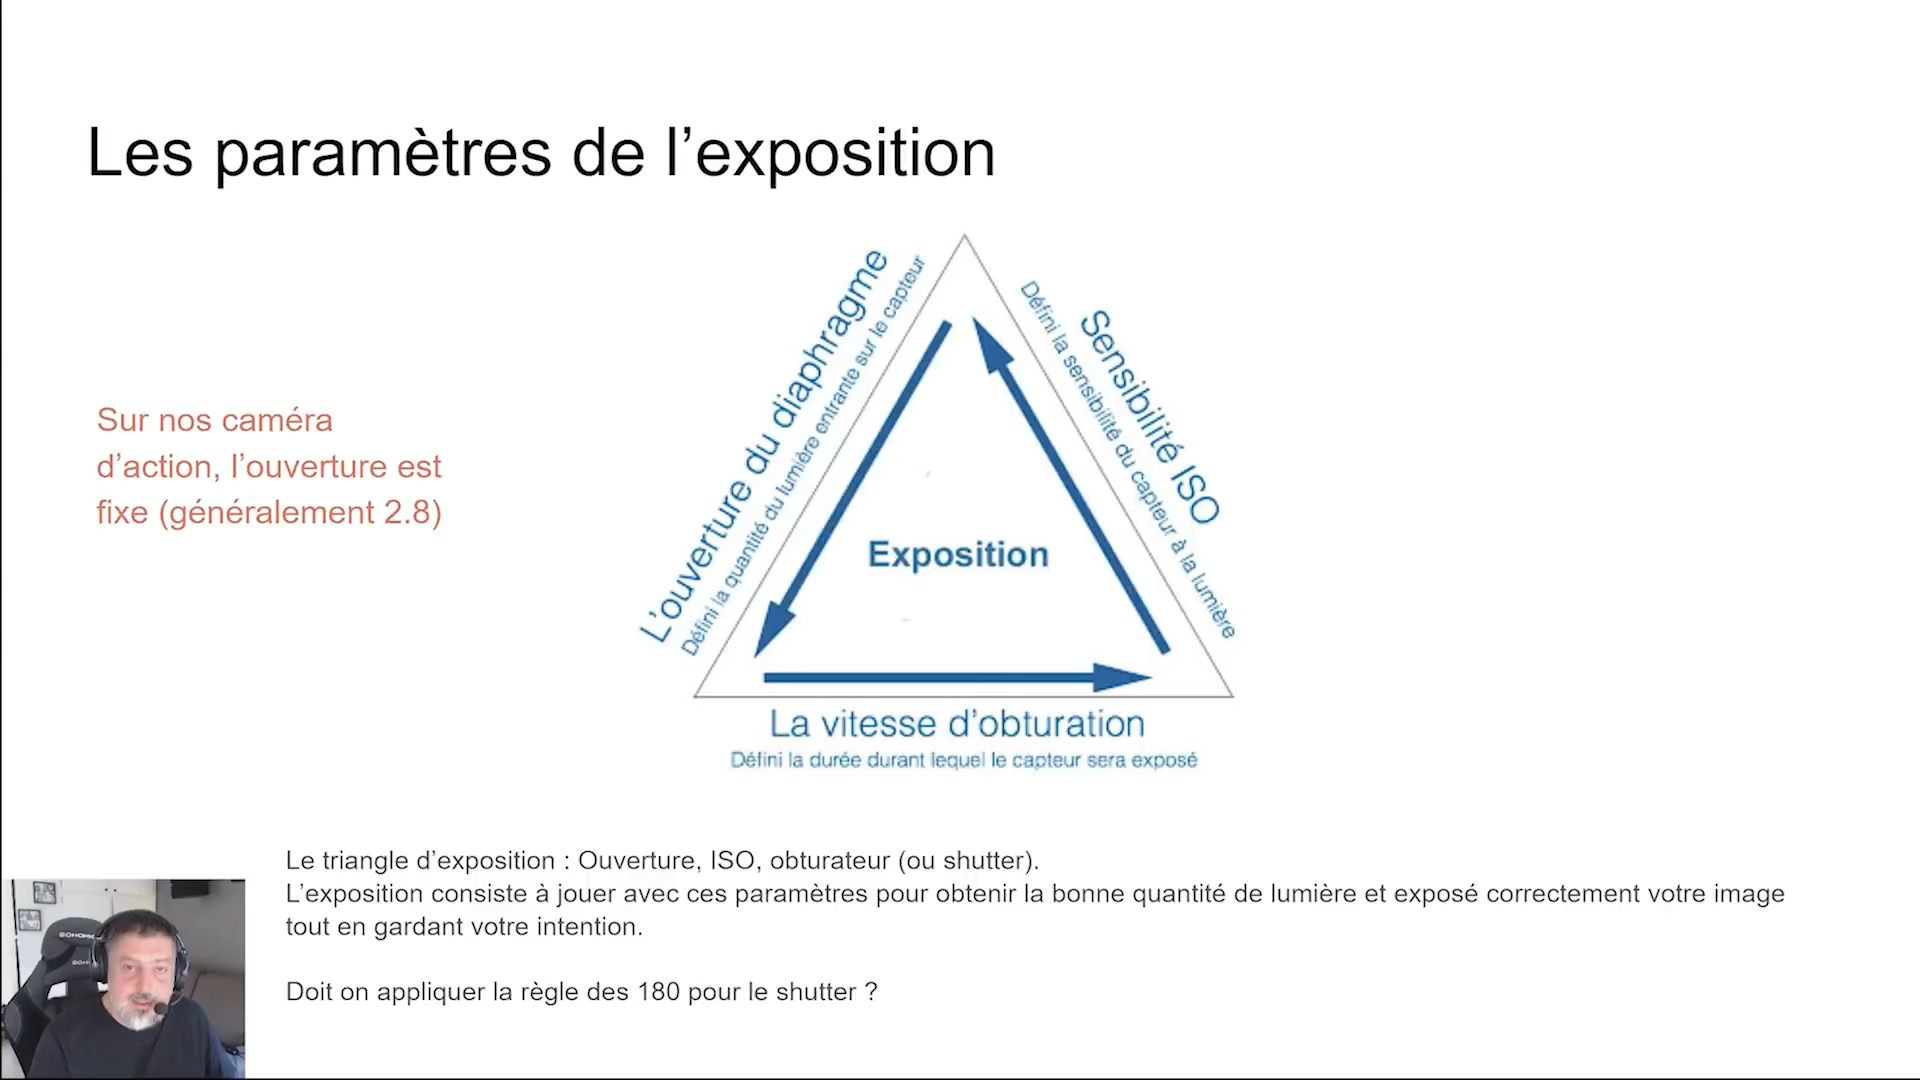 Les paramètres de l’exposition
Sur nos caméra
d’action, l’ouverture est
fixe (généralement 2.8)
L'ouverture du diaphragme
Défini la quantité du lumière entrante sur le capteur
Sensibilité ISO
Défini la sensibilité du capteur à la lumière
Exposition
La vitesse d'obturation
Défini la durée durant lequel le capteur sera exposé
Le triangle d’exposition : Ouverture, ISO, obturateur (ou shutter).
L’exposition consiste à jouer avec ces paramètres pour obtenir la bonne quantité de lumière et exposé correctement votre image
tout en gardant votre intention.
Doit on appliquer la règle des 180 pour le shutter ?